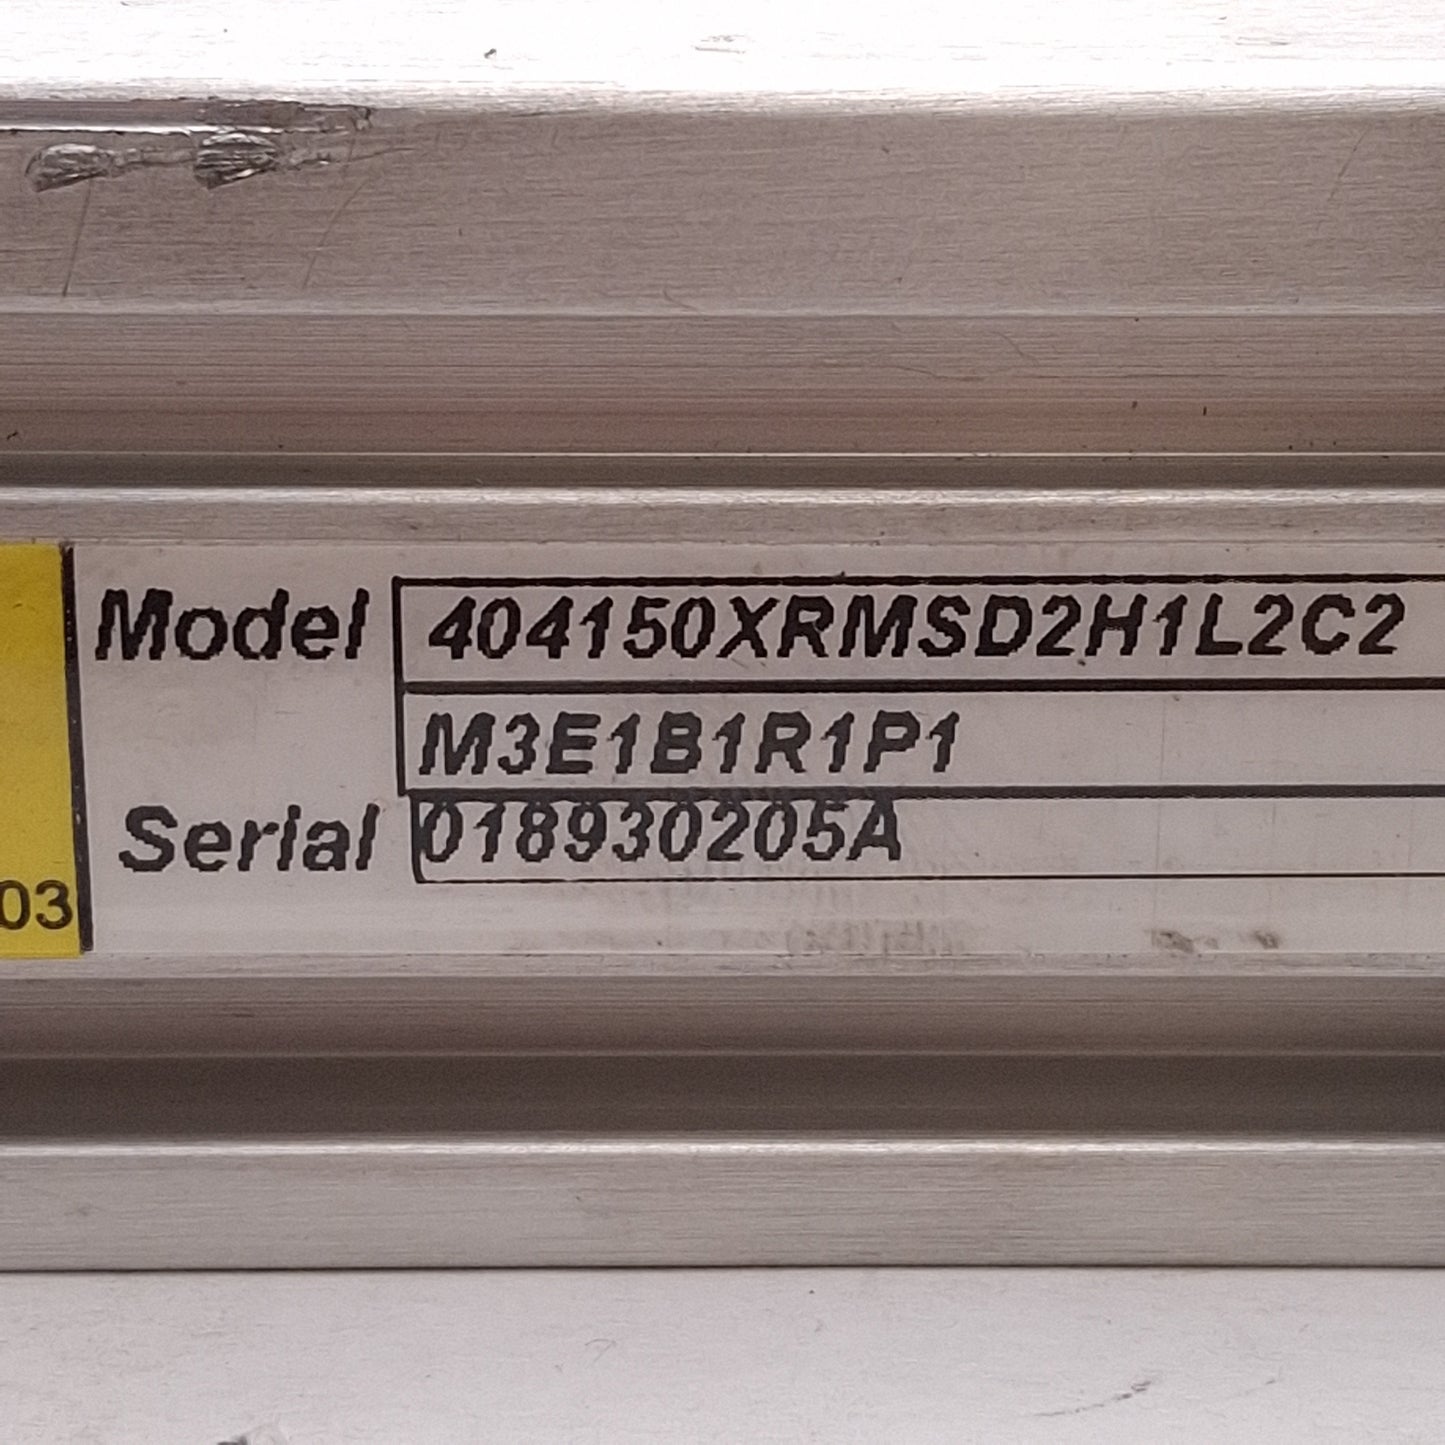 Model 404150XRMSD2H1L2C2
M3E1B1R1P1
Serial 018930205A
03